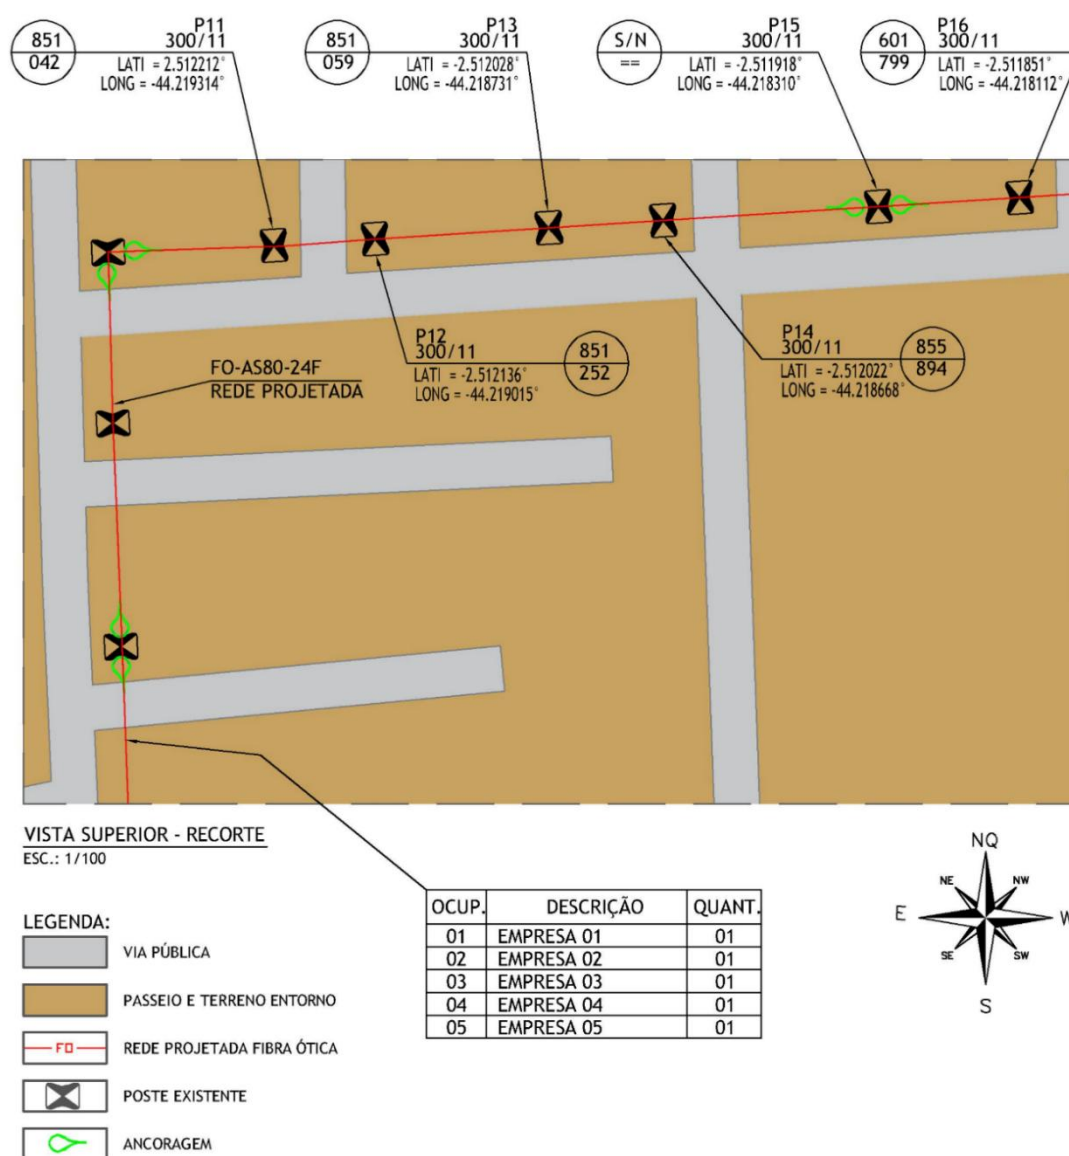 851
042
P11
300/11
LATI = 2.512212°
LONG = -44.219314°
851
059
P13
300/11
LATI = -2.512028°
LONG = -44.218731°
S/N
==
P15
300/11
LATI = -2.511918°
LONG = -44.218310°
601
799
P16
300/11
LATI = -2.511851°
LONG = -44.218112°
P12
300/11
LATI = -2.512136°
LONG = -44.219015°
851
252
P14
300/11
LATI = -2.512022°
LONG = -44.218668°
855
894
FO-AS80-24F
REDE PROJETADA
VISTA SUPERIOR - RECORTE
ESC.: 1/100
LEGENDA:
VIA PÚBLICA
PASSEIO E TERRENO ENTORNO
FO
REDE PROJETADA FIBRA ÓTICA
POSTE EXISTENTE
ANCORAGEM
OCUP. DESCRIÇÃO QUANT.
01 EMPRESA 01 01
02 EMPRESA 02 01
03 EMPRESA 03 01
04 EMPRESA 04 01
05 EMPRESA 05 01
NQ
NE NW
E W
SE SW
S